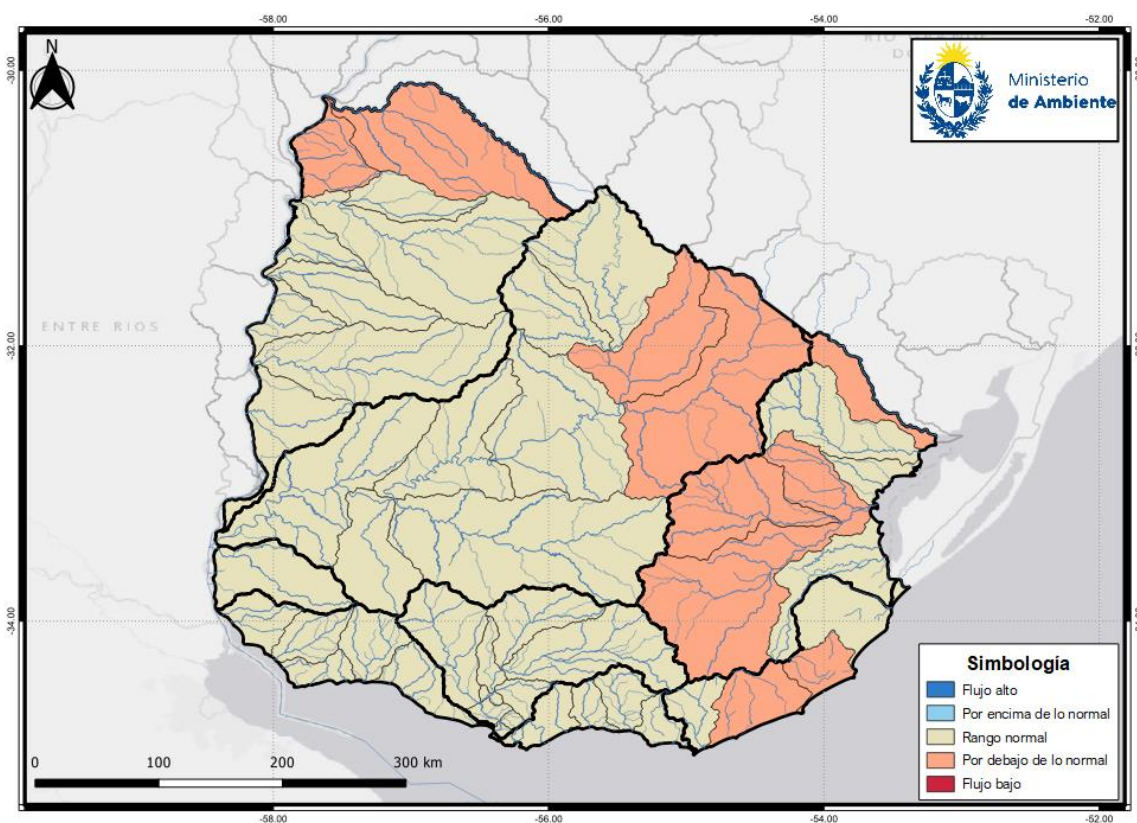 -58.00
-56.00
-54.00
-52.00
N
-30.00
Ministerio
de Ambiente
ENTRE RIOS
-32.00
-34.00
Simbología
Flujo alto
Por encima de lo normal
Rango normal
Por debajo de lo normal
Flujo bajo
0
100
200
300 km
-58.00
-56.00
-54.00
-52.00